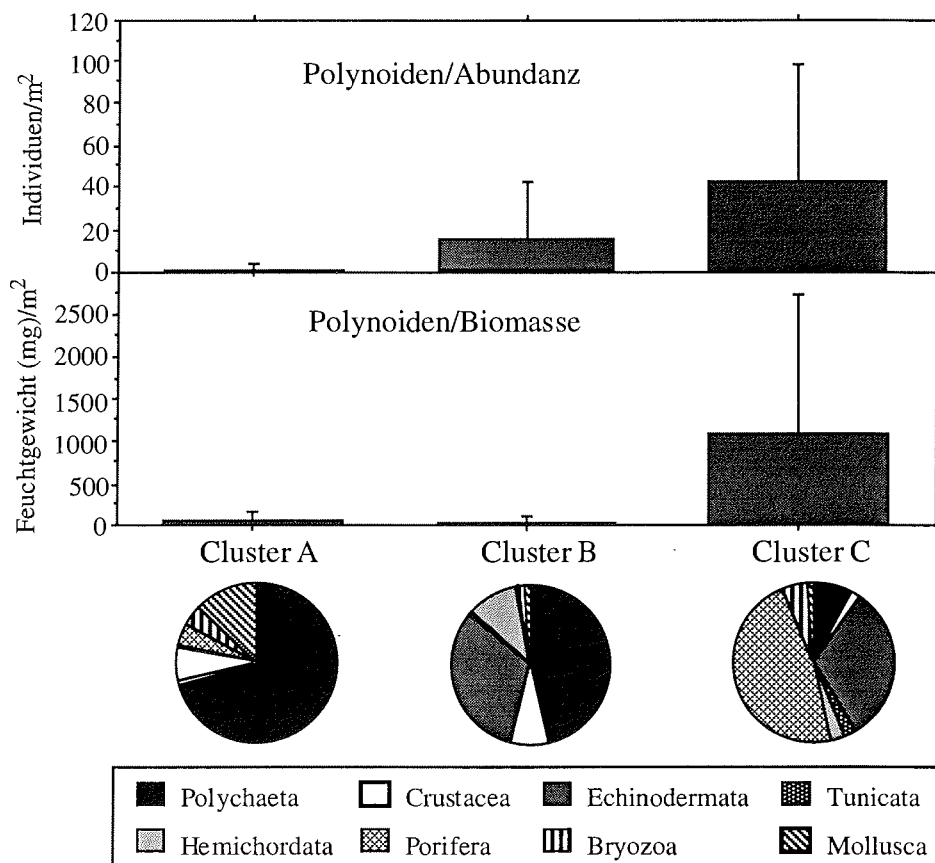 120
100
80
60
40
20
0
Individuen/m²
Polynoiden/Abundanz
2500
2000
1500
1000
500
0
Feuchtgewicht (mg)/m²
Polynoiden/Biomasse
Cluster A Cluster B Cluster C
Polychaeta Crustacea Echinodermata Tunicata
Hemichordata Porifera Bryozoa Mollusca